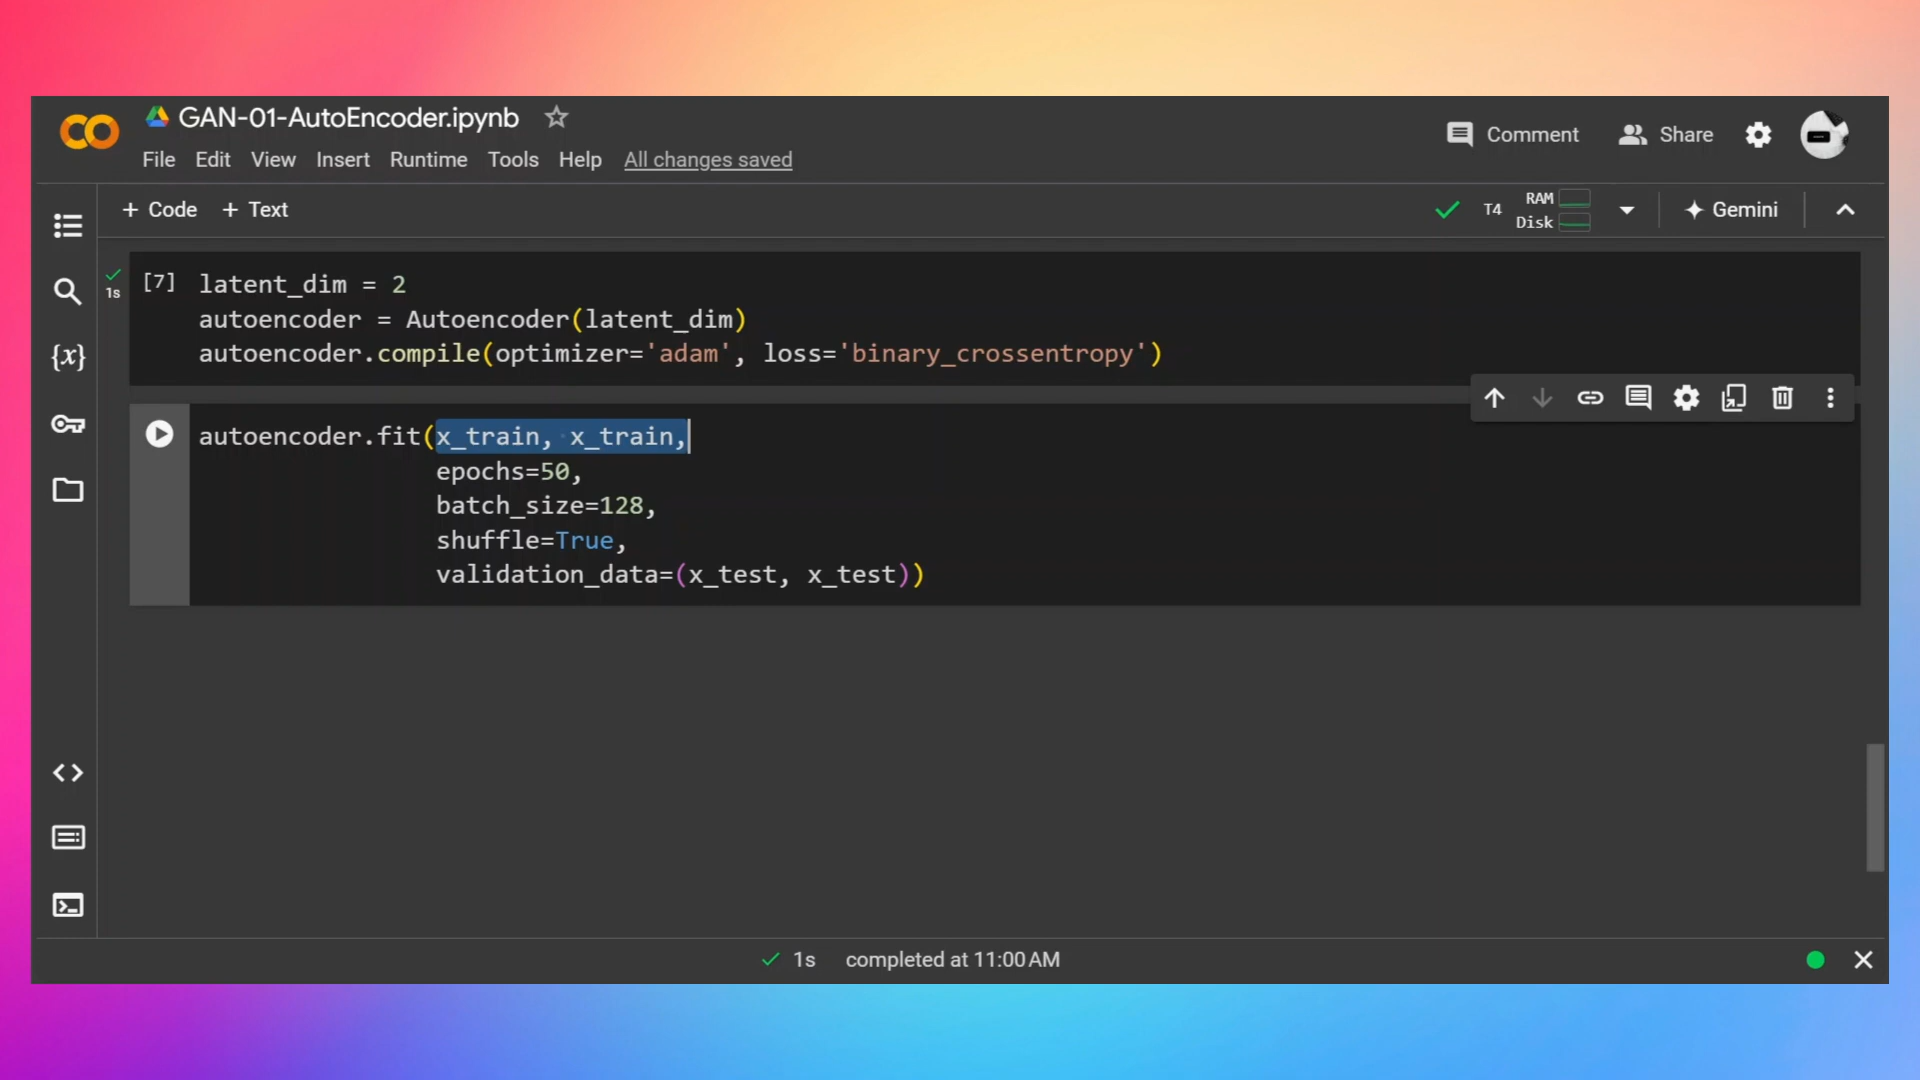 GAN-01-AutoEncoder.ipynb
File Edit View Insert Runtime Tools Help All changes saved
Comment
Share
+ Code + Text
T4
RAM
Disk
Gemini
1s
[7]
latent_dim = 2
autoencoder = Autoencoder(latent_dim)
autoencoder.compile(optimizer='adam', loss='binary_crossentropy')
autoencoder.fit(x_train, x_train,
epochs=50,
batch_size=128,
shuffle=True,
validation_data=(x_test, x_test))
{x}
1s completed at 11:00 AM